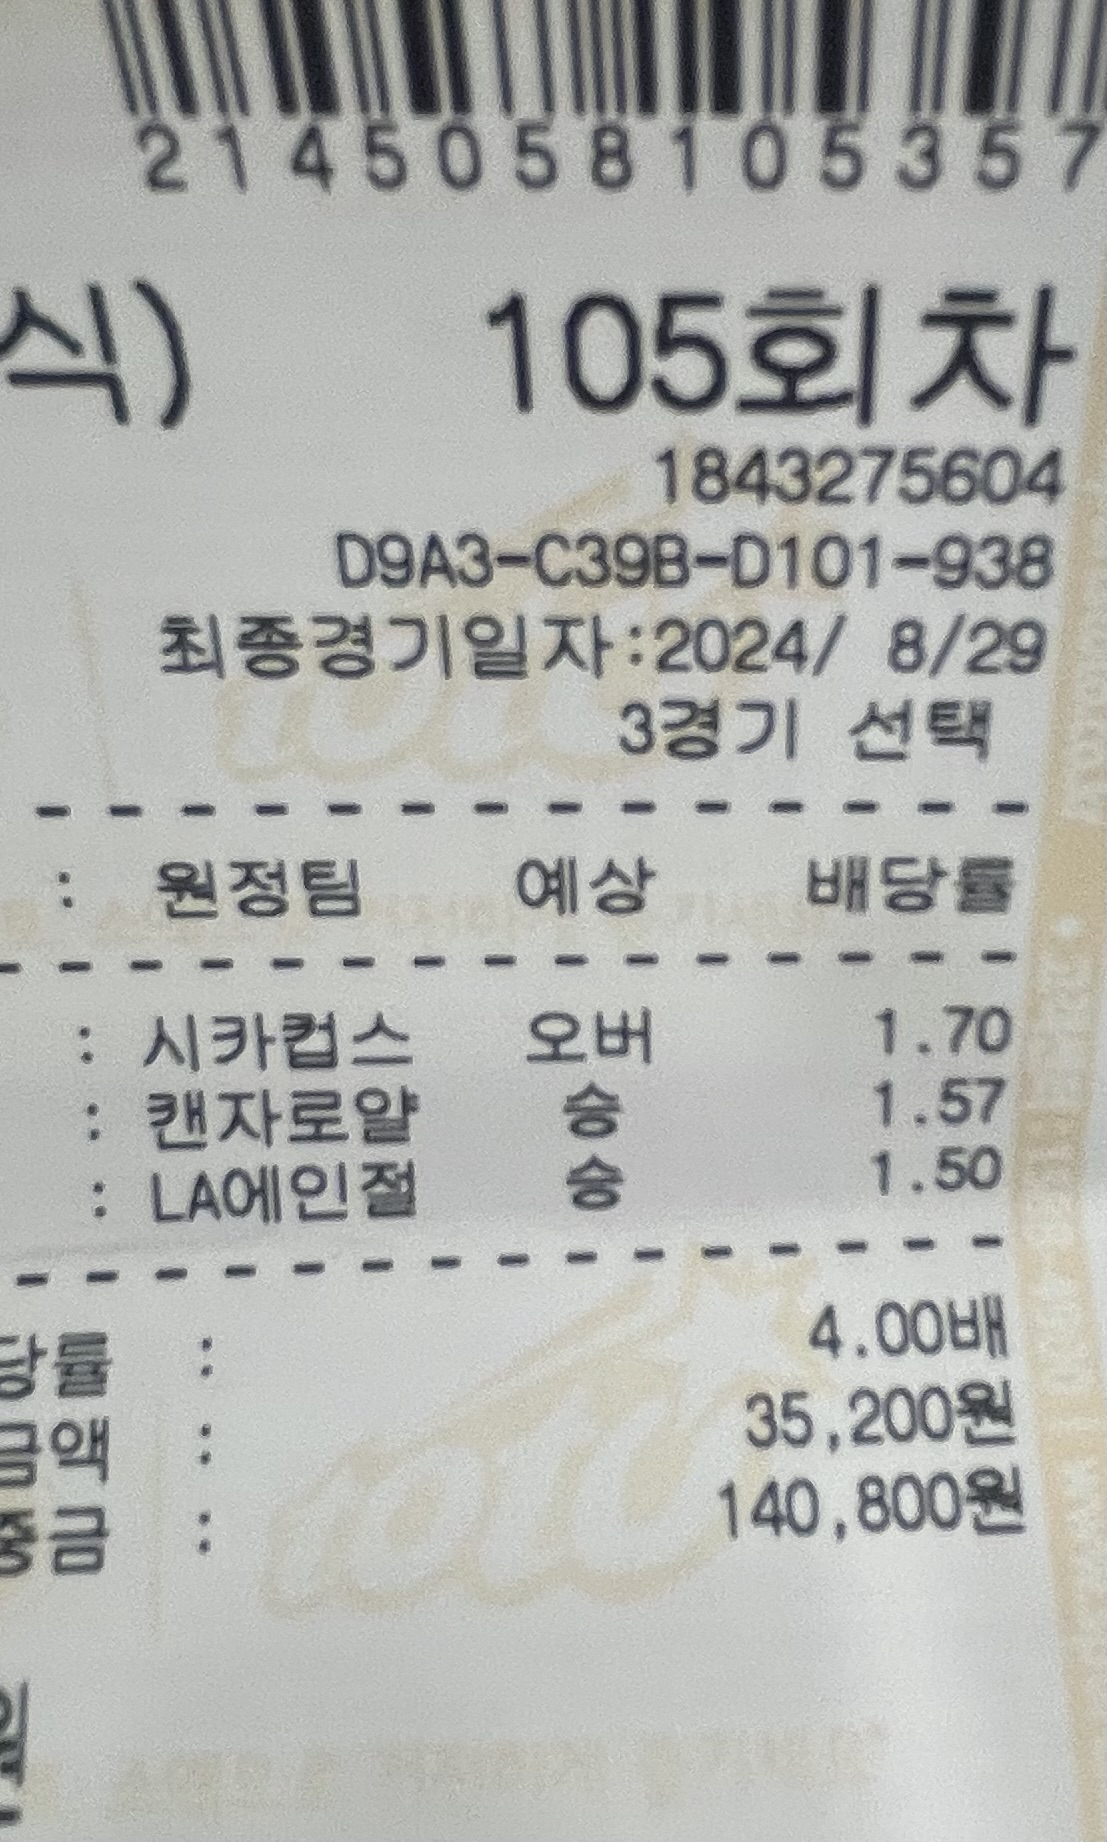 2145058105357
식) 105회차
1843275604
D9A3-C39B-D101-938
최종경기일자:2024/ 8/29
3경기 선택
: 원정팀 예상 배당률
: 시카컵스 오버 1.70
: 캔자로얄 승 1.57
: LA에인절 승 1.50
당률 : 4.00배
금액 : 35,200원
중금 : 140,800원